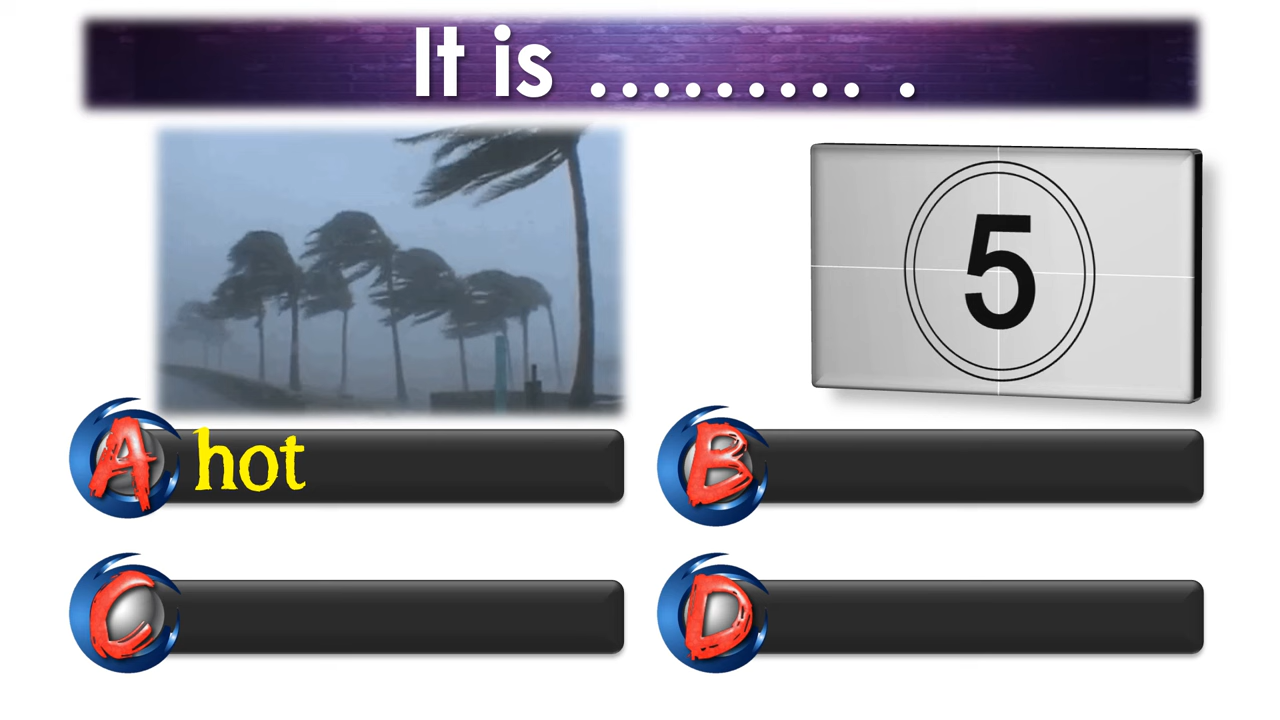 It is ......... .
5
A hot
B
C
D